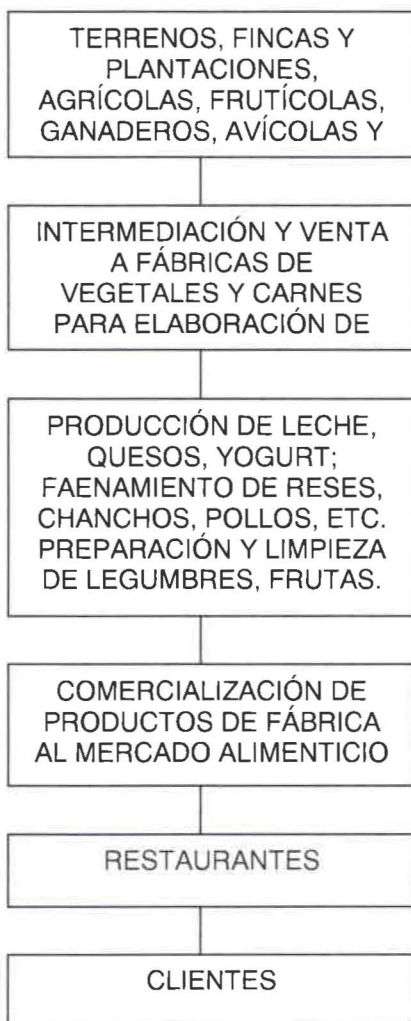 TERRENOS, FINCAS Y
PLANTACIONES,
AGRÍCOLAS, FRUTÍCOLAS,
GANADEROS, AVÍCOLAS Y
INTERMEDIACIÓN Y VENTA
A FÁBRICAS DE
VEGETALES Y CARNES
PARA ELABORACIÓN DE
PRODUCCIÓN DE LECHE,
QUESOS, YOGURT;
FAENAMIENTO DE RESES,
CHANCHOS, POLLOS, ETC.
PREPARACIÓN Y LIMPIEZA
DE LEGUMBRES, FRUTAS.
COMERCIALIZACIÓN DE
PRODUCTOS DE FÁBRICA
AL MERCADO ALIMENTICIO
RESTAURANTES
CLIENTES